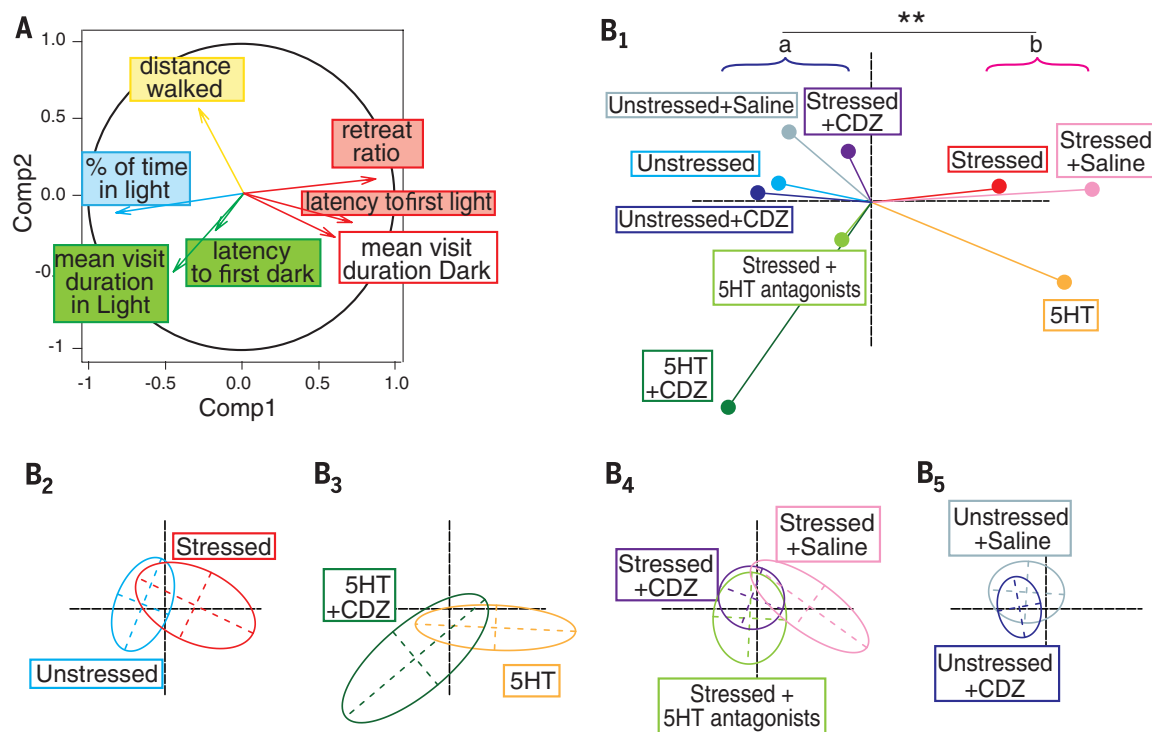 A
1.0
0.5
0.0
-0.
-1
-1
-0.5
0.0
0.5
1.0
Comp2
Comp1
distance
walked
retreat
ratio
% of time
in light
latency tofirst light
mean visit
duration
in Light
latency
to first dark
mean visit
duration Dark
B1
**
a
b
Unstressed+Saline
Stressed
+CDZ
Unstressed
Stressed
Stressed
+Saline
Unstressed+CDZ
Stressed +
5HT antagonists
5HT
5HT
+CDZ
B2
Stressed
Unstressed
B3
5HT
+CDZ
5HT
B4
Stressed
+Saline
Stressed
+CDZ
Stressed +
5HT antagonists
B5
Unstressed
+Saline
Unstressed
+CDZ